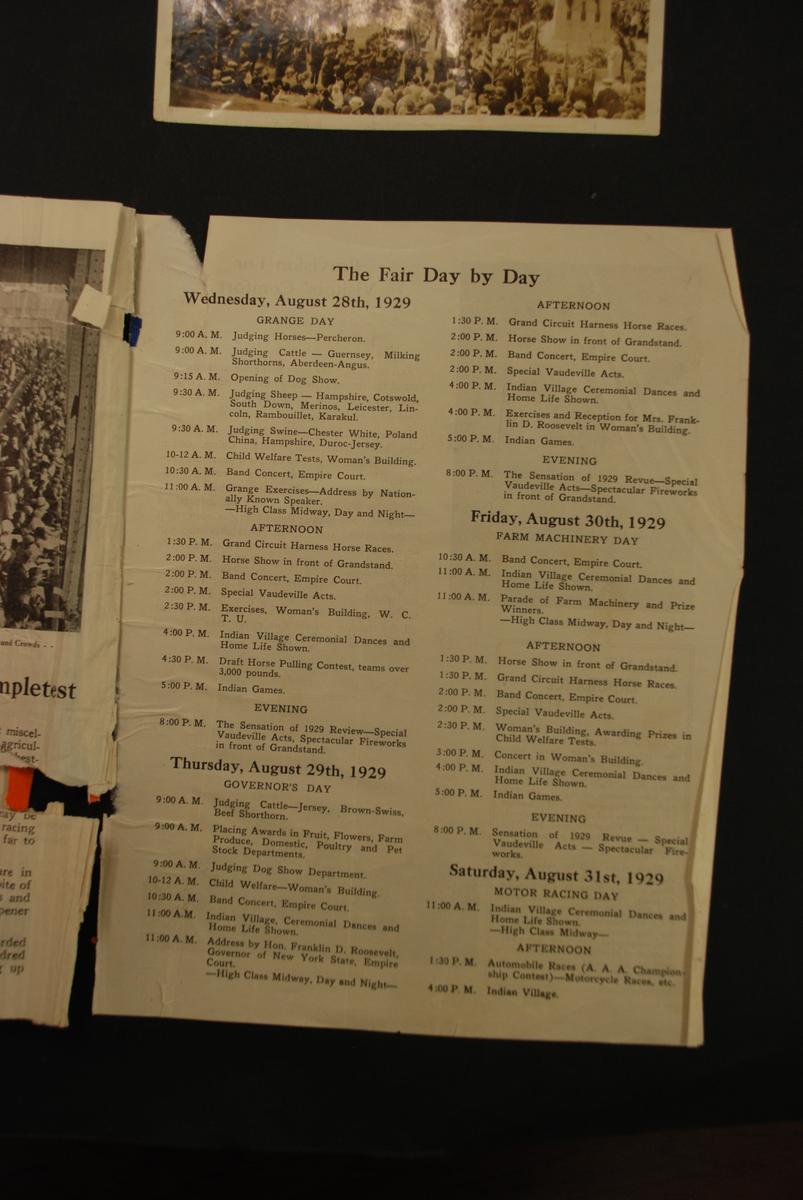 and Crowds - -
mpletest
: miscel-
agricul-
hest-
may be
racing
far to
are in
ite of
s and
pener
rded
dred
g up
The Fair Day by Day
Wednesday, August 28th, 1929
GRANGE DAY
9:00 A. M. Judging Horses—Percheron.
9:00 A. M. Judging Cattle — Guernsey, Milking
Shorthorns, Aberdeen-Angus.
9:15 A. M. Opening of Dog Show.
9:30 A. M. Judging Sheep — Hampshire, Cotswold,
South Down, Merinos, Leicester, Lin-
coln, Rambouillet, Karakul.
9:30 A. M. Judging Swine—Chester White, Poland
China, Hampshire, Duroc-Jersey.
10-12 A. M. Child Welfare Tests, Woman's Building.
10:30 A. M. Band Concert, Empire Court.
11:00 A. M. Grange Exercises—Address by Nation-
ally Known Speaker.
—High Class Midway, Day and Night—
AFTERNOON
1:30 P. M. Grand Circuit Harness Horse Races.
2:00 P. M. Horse Show in front of Grandstand.
2:00 P. M. Band Concert, Empire Court.
2:00 P. M. Special Vaudeville Acts.
2:30 P. M. Exercises, Woman's Building, W. C.
T. U.
4:00 P. M. Indian Village Ceremonial Dances and
Home Life Shown.
4:30 P. M. Draft Horse Pulling Contest, teams over
3,000 pounds.
5:00 P. M. Indian Games.
EVENING
8:00 P. M. The Sensation of 1929 Review—Special
Vaudeville Acts, Spectacular Fireworks
in front of Grandstand.
Thursday, August 29th, 1929
GOVERNOR'S DAY
9:00 A. M. Judging Cattle—Jersey, Brown-Swiss,
Beef Shorthorn.
9:00 A. M. Placing Awards in Fruit, Flowers, Farm
Produce, Domestic, Poultry and Pet
Stock Departments.
9:00 A. M. Judging Dog Show Department.
10-12 A. M. Child Welfare—Woman's Building.
10:30 A. M. Band Concert, Empire Court.
11:00 A.M. Indian Village, Ceremonial Dances and
Home Life Shown.
11:00 A. M. Address by Hon. Franklin D. Roosevelt,
Governor of New York State, Empire
Court.
—High Class Midway, Day and Night—
AFTERNOON
1:30 P. M. Grand Circuit Harness Horse Races.
2:00 P. M. Horse Show in front of Grandstand.
2:00 P. M. Band Concert, Empire Court.
2:00 P. M. Special Vaudeville Acts.
4:00 P. M. Indian Village Ceremonial Dances and
Home Life Shown.
4:00 P. M. Exercises and Reception for Mrs. Frank-
lin D. Roosevelt in Woman's Building.
5:00 P. M. Indian Games.
EVENING
8:00 P. M. The Sensation of 1929 Revue—Special
Vaudeville Acts—Spectacular Fireworks
in front of Grandstand.
Friday, August 30th, 1929
FARM MACHINERY DAY
10:30 A. M. Band Concert, Empire Court.
11:00 A. M. Indian Village Ceremonial Dances and
Home Life Shown.
11:00 A. M. Parade of Farm Machinery and Prize
Winners.
—High Class Midway, Day and Night—
AFTERNOON
1:30 P. M. Horse Show in front of Grandstand.
1:30 P. M. Grand Circuit Harness Horse Races.
2:00 P. M. Band Concert, Empire Court.
2:00 P. M. Special Vaudeville Acts.
2:30 P. M. Woman's Building, Awarding Prizes in
Child Welfare Tests.
3:00 P. M. Concert in Woman's Building.
4:00 P. M. Indian Village Ceremonial Dances and
Home Life Shown.
5:00 P. M. Indian Games.
EVENING
8:00 P. M. Sensation of 1929 Revue — Special
Vaudeville Acts — Spectacular Fire-
works.
Saturday, August 31st, 1929
MOTOR RACING DAY
11:00 A. M. Indian Village Ceremonial Dances and
Home Life Shown.
—High Class Midway—
AFTERNOON
1:30 P. M. Automobile Races (A. A. A. Champion-
ship Contest)—Motorcycle Races, etc.
4:00 P. M. Indian Village.